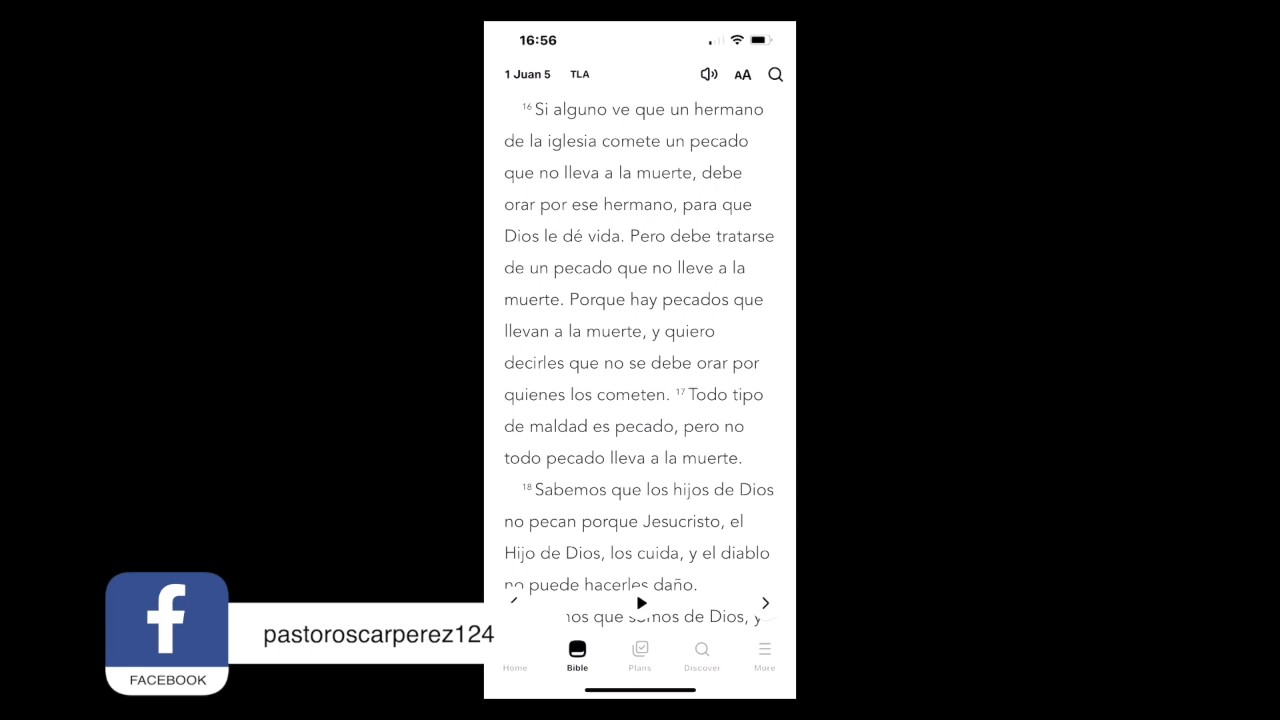 16:56
1 Juan 5 TLA AA
16 Si alguno ve que un hermano
de la iglesia comete un pecado
que no lleva a la muerte, debe
orar por ese hermano, para que
Dios le dé vida. Pero debe tratarse
de un pecado que no lleve a la
muerte. Porque hay pecados que
llevan a la muerte, y quiero
decirles que no se debe orar por
quienes los cometen. 17 Todo tipo
de maldad es pecado, pero no
todo pecado lleva a la muerte.
18 Sabemos que los hijos de Dios
no pecan porque Jesucristo, el
Hijo de Dios, los cuida, y el diablo
no puede hacerles daño.
que somos de Dios, y
Home Bible Plans Discover More
pastoroscarperez124
FACEBOOK